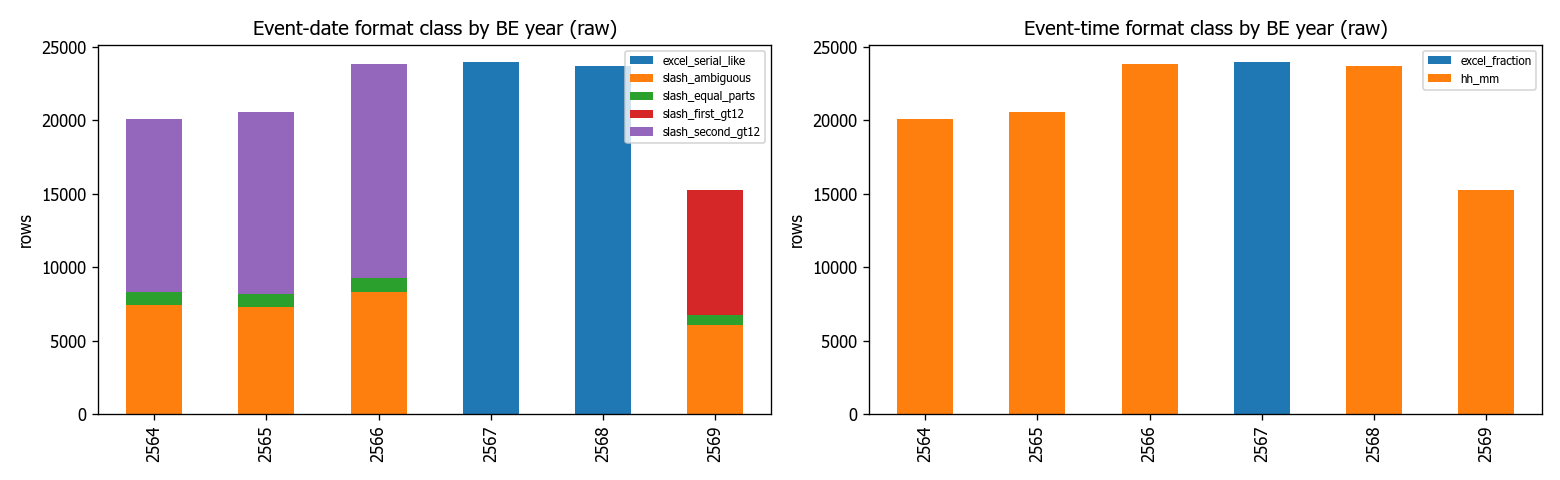 Event-date format class by BE year (raw)
25000
20000
15000
10000
5000
0
rows
excel_serial_like
slash_ambiguous
slash_equal_parts
slash_first_gt12
slash_second_gt12
2564
2565
2566
2567
2568
2569
Event-time format class by BE year (raw)
25000
20000
15000
10000
5000
0
rows
excel_fraction
hh_mm
2564
2565
2566
2567
2568
2569